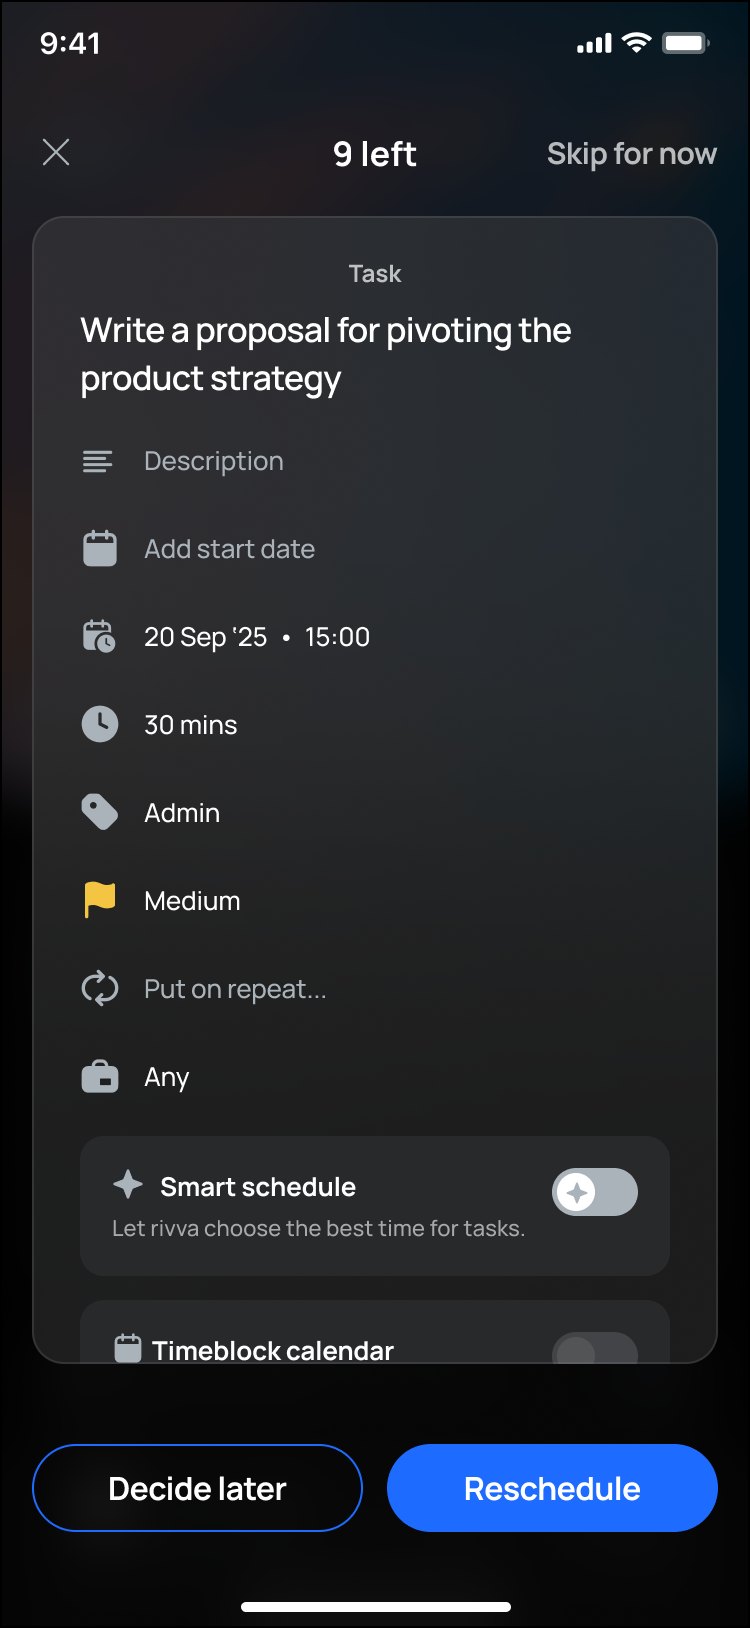 9:41
9 left
Skip for now
Task
Write a proposal for pivoting the
product strategy
Description
Add start date
20 Sep ‘25 • 15:00
30 mins
Admin
Medium
Put on repeat...
Any
Smart schedule
Let rivva choose the best time for tasks.
Timeblock calendar
Decide later
Reschedule